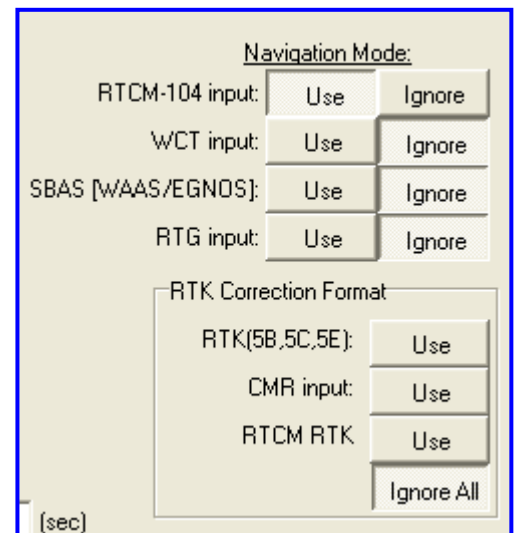 Navigation Mode:
RTCM-104 input: Use Ignore
WCT input: Use Ignore
SBAS [WAAS/EGNOS]: Use Ignore
RTG input: Use Ignore
RTK Correction Format
RTK(5B,5C,5E): Use
CMR input: Use
RTCM RTK Use
Ignore All
(sec)